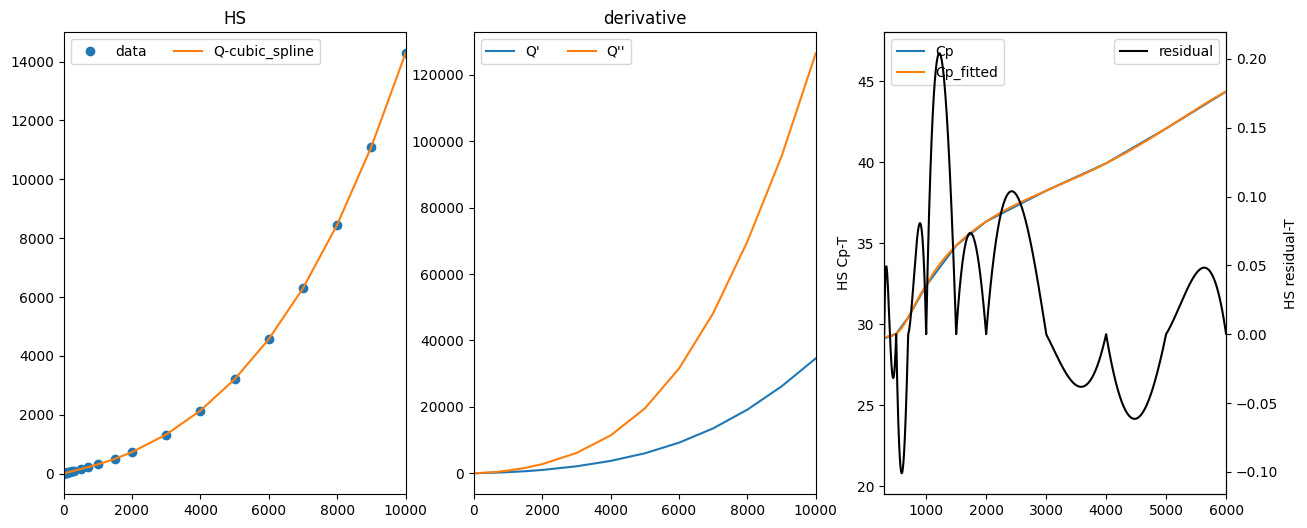 HS
data
Q-cubic_spline
14000
12000
10000
8000
6000
4000
2000
0
0 2000 4000 6000 8000 10000
derivative
Q'
Q''
120000
100000
80000
60000
40000
20000
0
0 2000 4000 6000 8000 10000
Cp
Cp_fitted
residual
HS Cp-T
45
40
35
30
25
20
1000 2000 3000 4000 5000 6000
0.20
0.15
0.10
0.05
0.00
−0.05
−0.10
HS residual-T